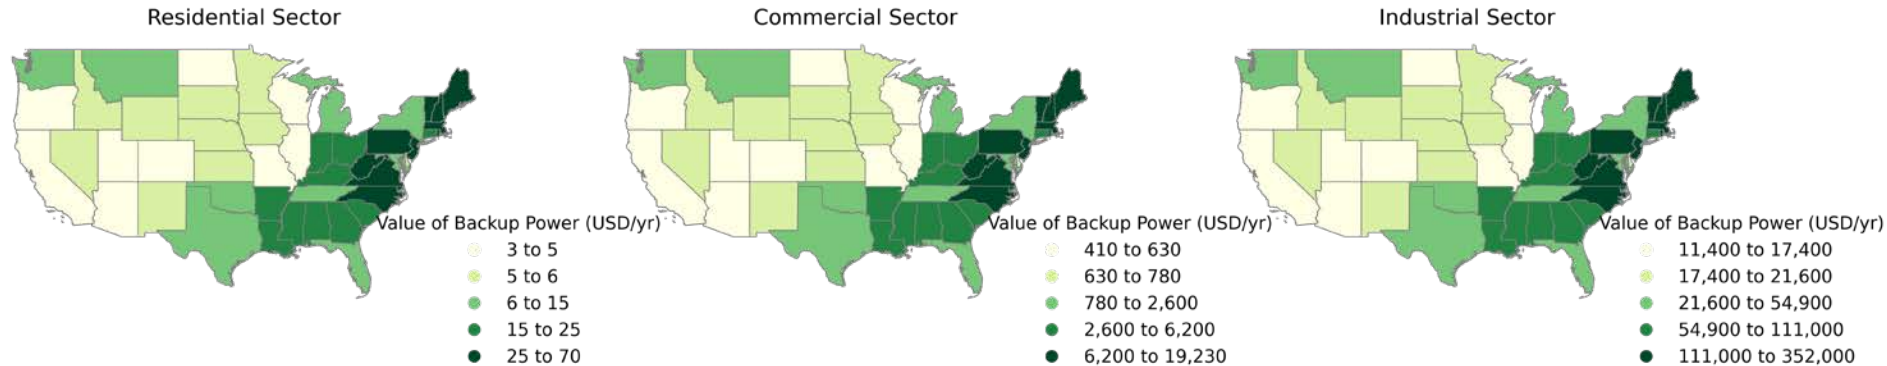 Residential Sector
Value of Backup Power (USD/yr)
3 to 5
5 to 6
6 to 15
15 to 25
25 to 70
Commercial Sector
Value of Backup Power (USD/yr)
410 to 630
630 to 780
780 to 2,600
2,600 to 6,200
6,200 to 19,230
Industrial Sector
Value of Backup Power (USD/yr)
11,400 to 17,400
17,400 to 21,600
21,600 to 54,900
54,900 to 111,000
111,000 to 352,000